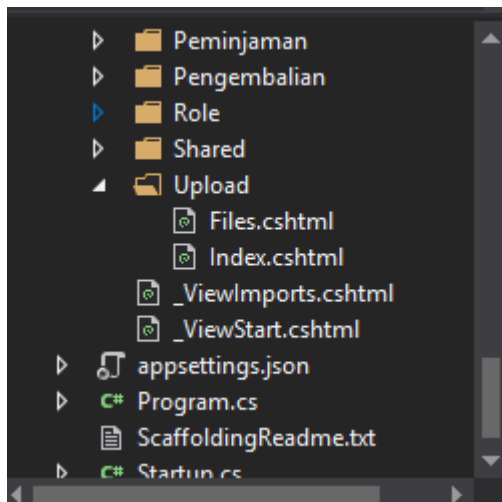 Peminjaman
Pengembalian
Role
Shared
Upload
Files.cshtml
Index.cshtml
_ViewImports.cshtml
_ViewStart.cshtml
appsettings.json
C# Program.cs
ScaffoldingReadme.txt
C# Startup.cs